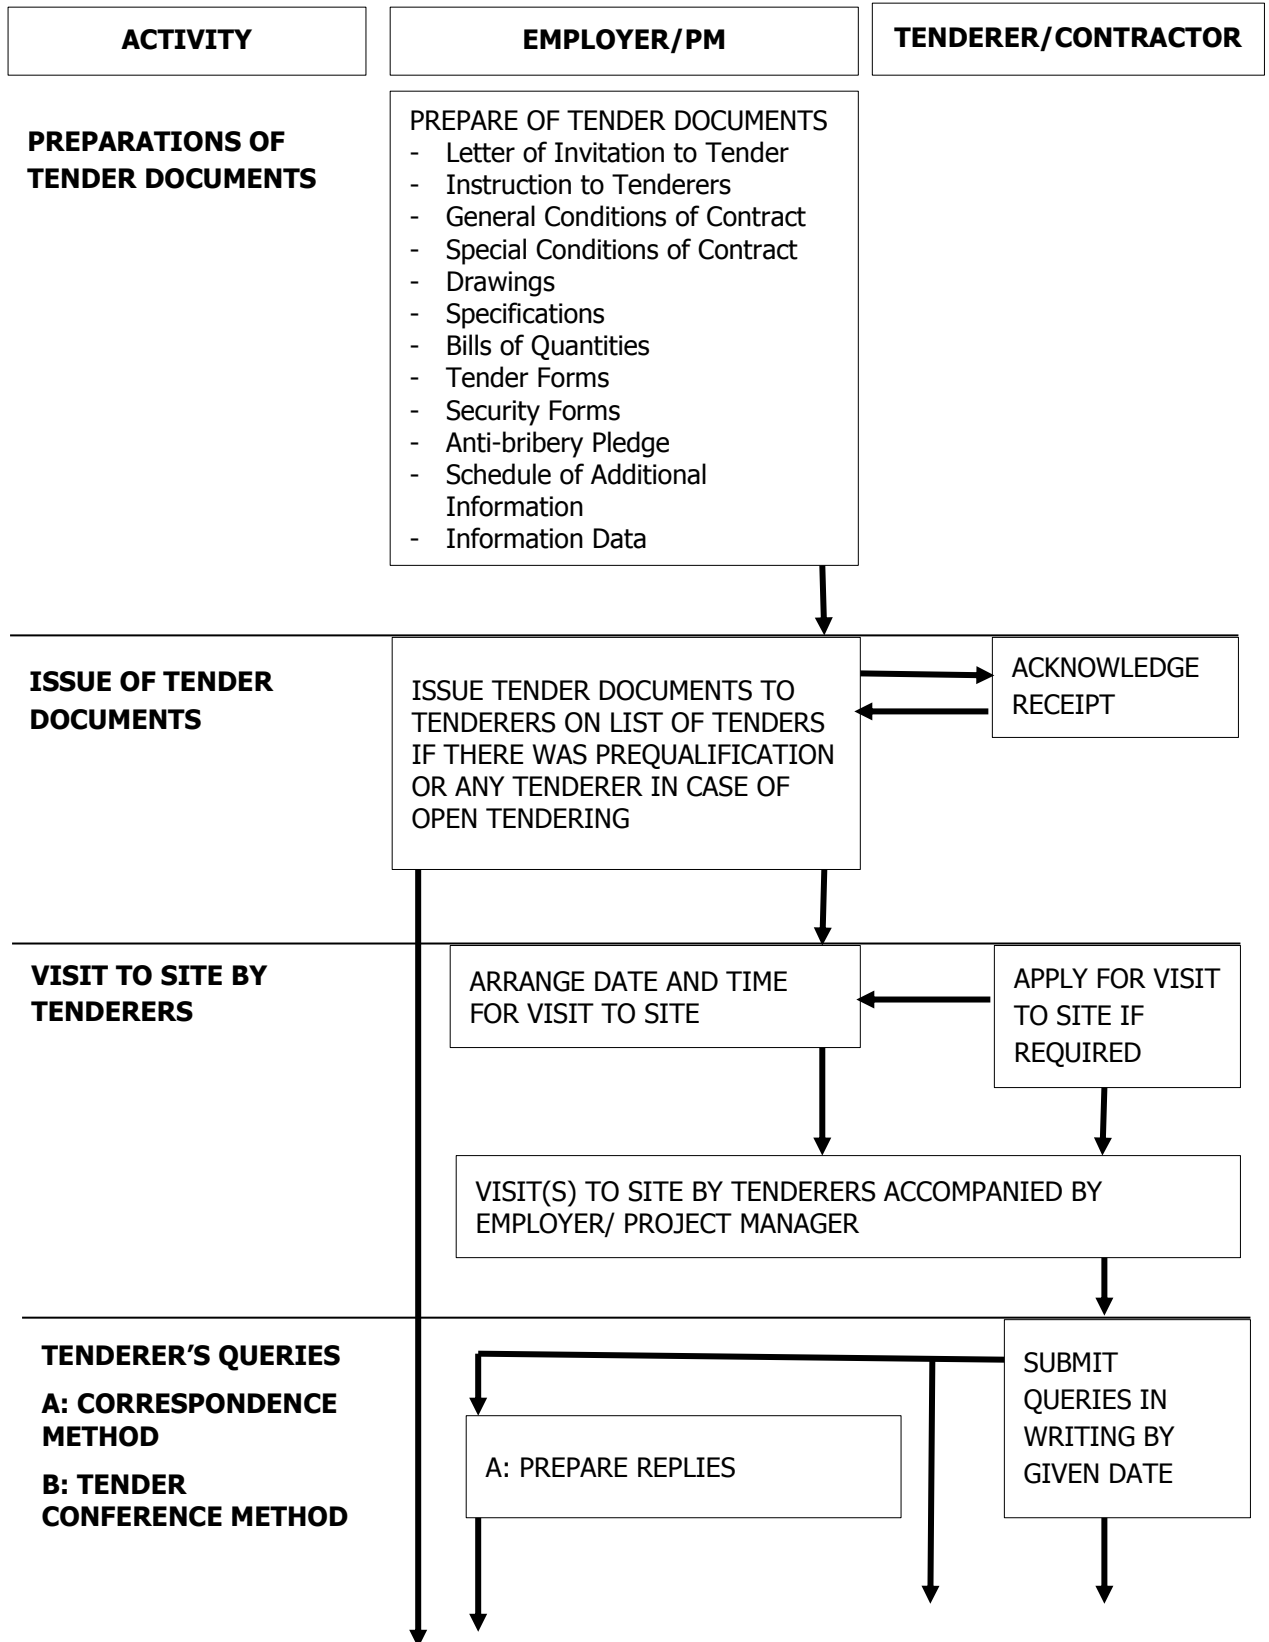 ACTIVITY
EMPLOYER/PM
TENDERER/CONTRACTOR
PREPARATIONS OF
TENDER DOCUMENTS
PREPARE OF TENDER DOCUMENTS
- Letter of Invitation to Tender
- Instruction to Tenderers
- General Conditions of Contract
- Special Conditions of Contract
- Drawings
- Specifications
- Bills of Quantities
- Tender Forms
- Security Forms
- Anti-bribery Pledge
- Schedule of Additional
Information
- Information Data
ISSUE OF TENDER
DOCUMENTS
ISSUE TENDER DOCUMENTS TO
TENDERERS ON LIST OF TENDERS
IF THERE WAS PREQUALIFICATION
OR ANY TENDERER IN CASE OF
OPEN TENDERING
ACKNOWLEDGE
RECEIPT
VISIT TO SITE BY
TENDERERS
ARRANGE DATE AND TIME
FOR VISIT TO SITE
APPLY FOR VISIT
TO SITE IF
REQUIRED
VISIT(S) TO SITE BY TENDERERS ACCOMPANIED BY
EMPLOYER/ PROJECT MANAGER
TENDERER’S QUERIES
A: CORRESPONDENCE
METHOD
B: TENDER
CONFERENCE METHOD
A: PREPARE REPLIES
SUBMIT
QUERIES IN
WRITING BY
GIVEN DATE